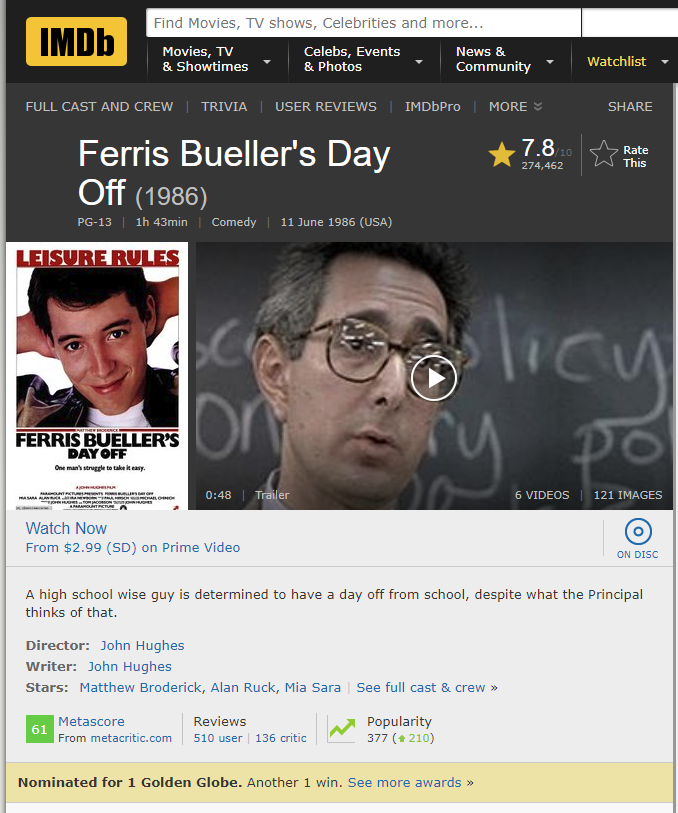 IMDb
Find Movies, TV shows, Celebrities and more...
Movies, TV
& Showtimes
Celebs, Events
& Photos
News &
Community
Watchlist
FULL CAST AND CREW | TRIVIA | USER REVIEWS | IMDbPro | MORE
SHARE
Ferris Bueller's Day
Off (1986)
7.8/10
274,462
Rate
This
PG-13 | 1h 43min | Comedy | 11 June 1986 (USA)
LEISURE RULES
MATTHEW BRODERICK
FERRIS BUELLER'S
DAY OFF
One man's struggle to take it easy.
A JOHN HUGHES FILM
olicy
on
ry po
0:48 | Trailer
6 VIDEOS | 121 IMAGES
Watch Now
From $2.99 (SD) on Prime Video
ON DISC
A high school wise guy is determined to have a day off from school, despite what the Principal
thinks of that.
Director: John Hughes
Writer: John Hughes
Stars: Matthew Broderick, Alan Ruck, Mia Sara | See full cast & crew »
61
Metascore
From metacritic.com
Reviews
510 user | 136 critic
Popularity
377 (210)
Nominated for 1 Golden Globe. Another 1 win. See more awards »